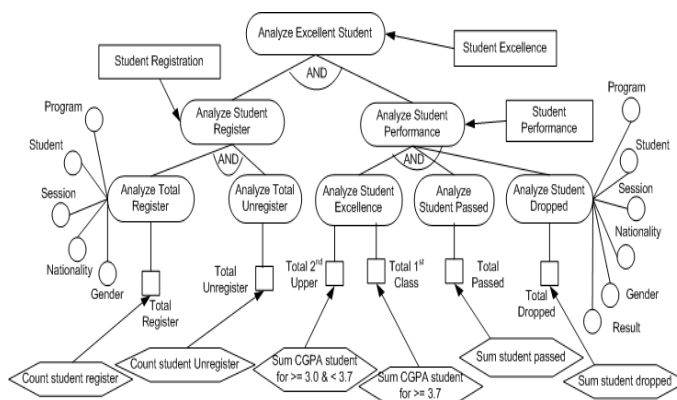 Analyze Excellent Student
Student Excellence
AND
Student Registration
Analyze Student
Register
Analyze Student
Performance
Student
Performance
AND
AND
Program
Student
Session
Nationality
Gender
Analyze Total
Register
Analyze Total
Unregister
Analyze Student
Excellence
Analyze
Student Passed
Analyze Student
Dropped
Program
Student
Session
Nationality
Gender
Result
Total
Register
Total
Unregister
Total 2nd
Upper
Total 1st
Class
Total
Passed
Total
Dropped
Count student register
Count student Unregister
Sum CGPA student
for >= 3.0 & < 3.7
Sum CGPA student
for >= 3.7
Sum student passed
Sum student dropped